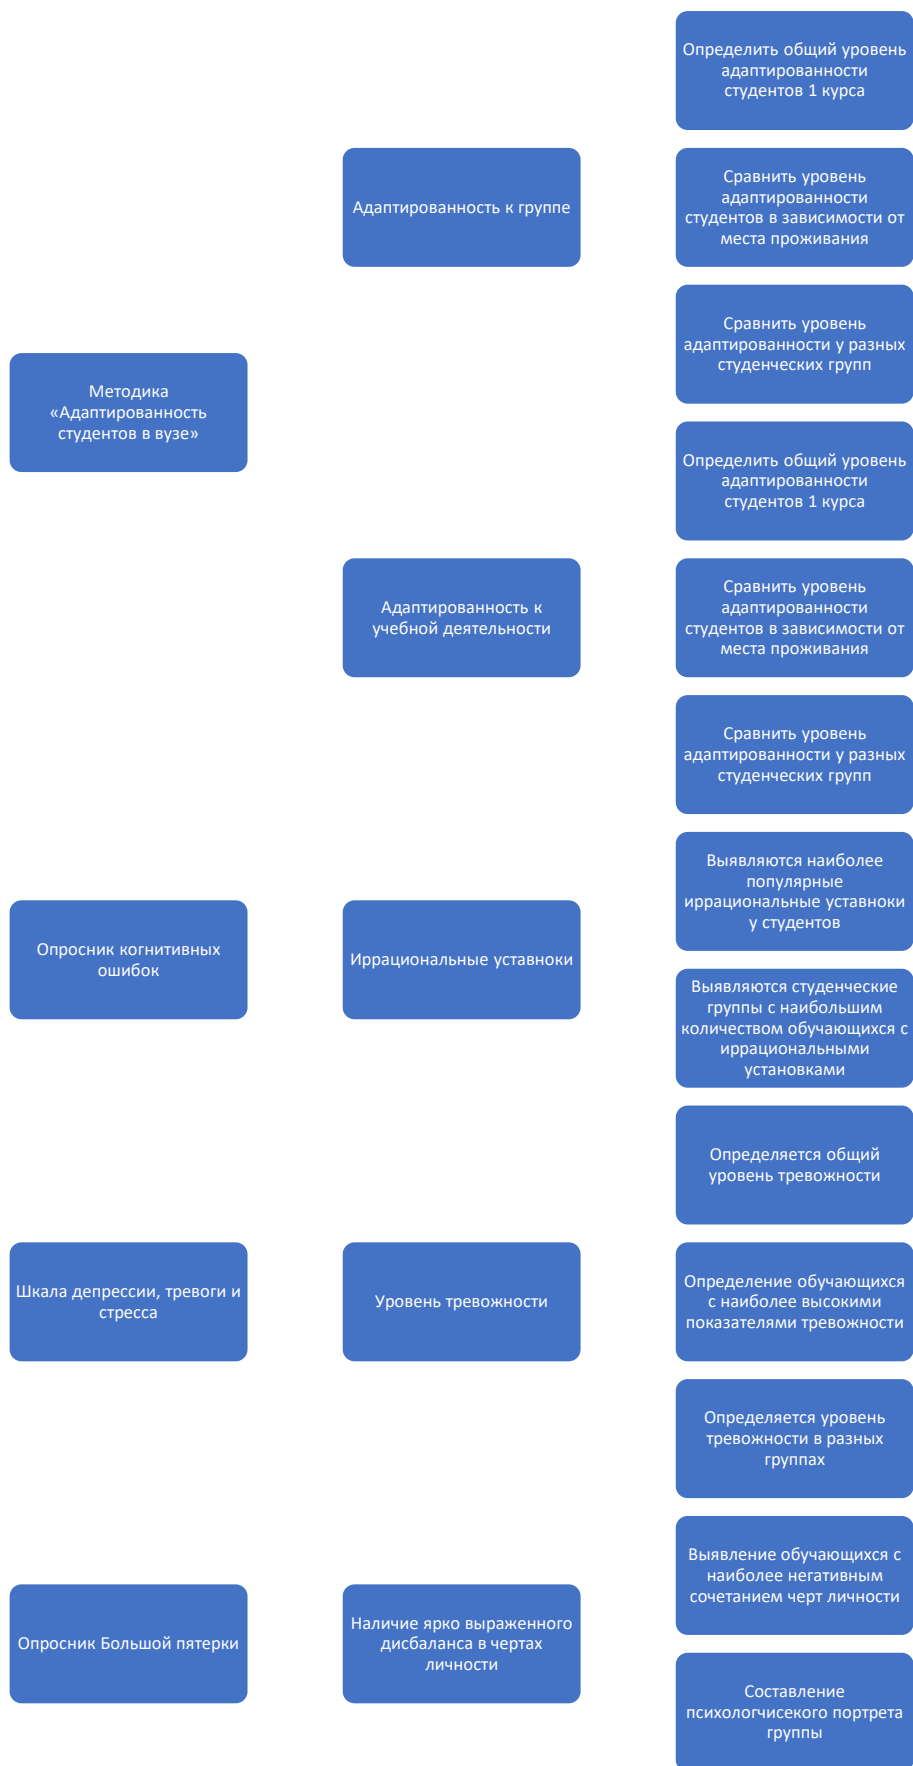 Определить общий уровень
адаптированности
студентов 1 курса
Адаптированность к группе
Сравнить уровень
адаптированности
студентов в зависимости от
места проживания
Сравнить уровень
адаптированности у разных
студенческих групп
Методика
«Адаптированность
студентов в вузе»
Определить общий уровень
адаптированности
студентов 1 курса
Адаптированность к
учебной деятельности
Сравнить уровень
адаптированности
студентов в зависимости от
места проживания
Сравнить уровень
адаптированности у разных
студенческих групп
Выявляются наиболее
популярные
иррациональные уставноки
у студентов
Опросник когнитивных
ошибок
Иррациональные уставноки
Выявляются студенческие
группы с наибольшим
количеством обучающихся с
иррациональными
установками
Определяется общий
уровень тревожности
Шкала депрессии, тревоги и
стресса
Уровень тревожности
Определение обучающихся
с наиболее высокими
показателями тревожности
Определяется уровень
тревожности в разных
группах
Выявление обучающихся с
наиболее негативным
сочетанием черт личности
Опросник Большой пятерки
Наличие ярко выраженного
дисбаланса в чертах
личности
Составление
психологчисекого портрета
группы